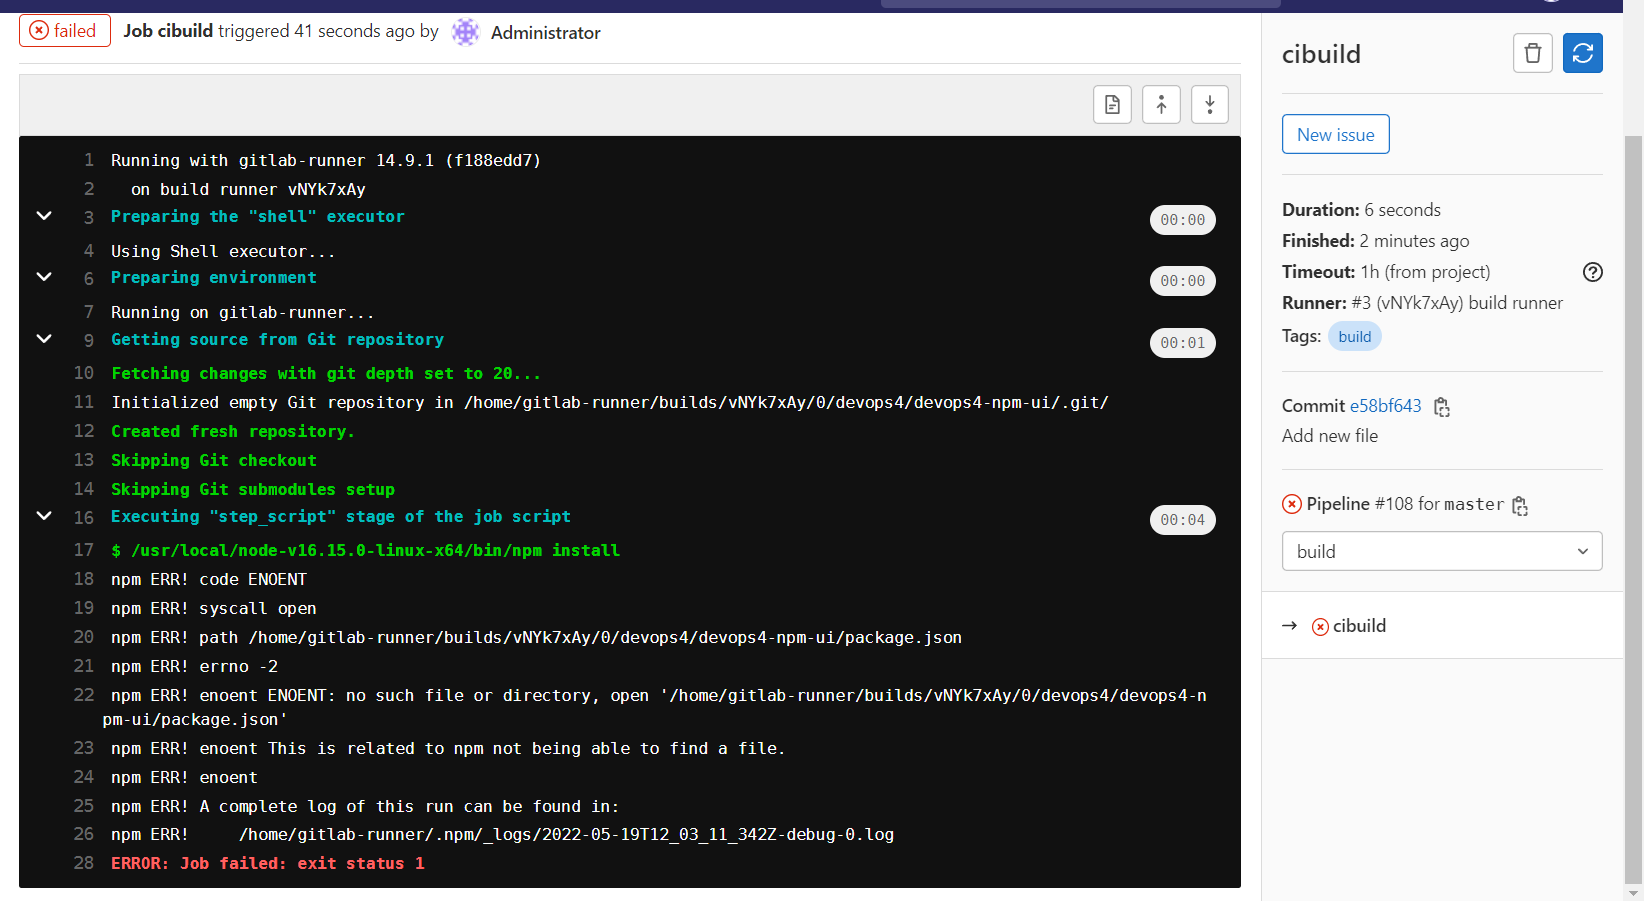 failed Job cibuild triggered 41 seconds ago by Administrator
1 Running with gitlab-runner 14.9.1 (f188edd7)
2 on build runner vNYk7xAy
3 Preparing the "shell" executor 00:00
4 Using Shell executor...
6 Preparing environment 00:00
7 Running on gitlab-runner...
9 Getting source from Git repository 00:01
10 Fetching changes with git depth set to 20...
11 Initialized empty Git repository in /home/gitlab-runner/builds/vNYk7xAy/0/devops4/devops4-npm-ui/.git/
12 Created fresh repository.
13 Skipping Git checkout
14 Skipping Git submodules setup
16 Executing "step_script" stage of the job script 00:04
17 $ /usr/local/node-v16.15.0-linux-x64/bin/npm install
18 npm ERR! code ENOENT
19 npm ERR! syscall open
20 npm ERR! path /home/gitlab-runner/builds/vNYk7xAy/0/devops4/devops4-npm-ui/package.json
21 npm ERR! errno -2
22 npm ERR! enoent ENOENT: no such file or directory, open '/home/gitlab-runner/builds/vNYk7xAy/0/devops4/devops4-n
pm-ui/package.json'
23 npm ERR! enoent This is related to npm not being able to find a file.
24 npm ERR! enoent
25 npm ERR! A complete log of this run can be found in:
26 npm ERR!     /home/gitlab-runner/.npm/_logs/2022-05-19T12_03_11_342Z-debug-0.log
28 ERROR: Job failed: exit status 1
cibuild
New issue
Duration: 6 seconds
Finished: 2 minutes ago
Timeout: 1h (from project)
Runner: #3 (vNYk7xAy) build runner
Tags: build
Commit e58bf643
Add new file
Pipeline #108 for master
build
→ cibuild